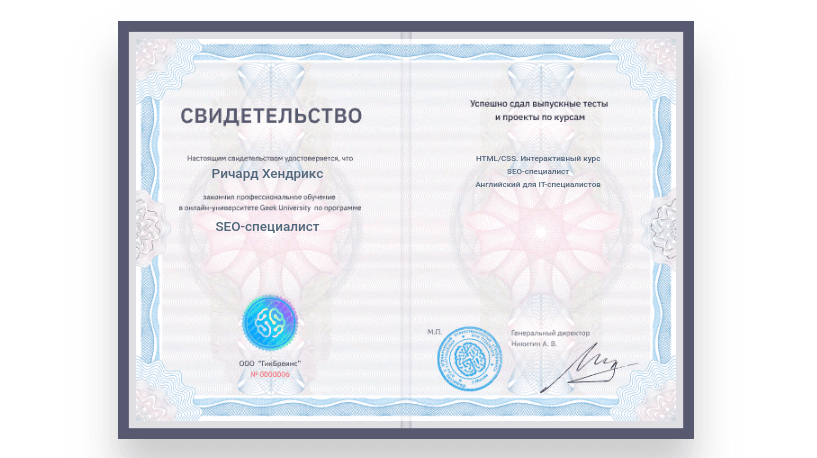 СВИДЕТЕЛЬСТВО
Настоящим свидетельством удостоверяется, что
Ричард Хендрикс
закончил профессиональное обучение
в онлайн-университете Geek University по программе
SEO-специалист
ООО "ГикБреинс"
№ 0000006
Успешно сдал выпускные тесты
и проекты по курсам
HTML/CSS. Интерактивный курс
SEO-специалист
Английский для IT-специалистов
М.П.
Генеральный директор
Никитин А. В.